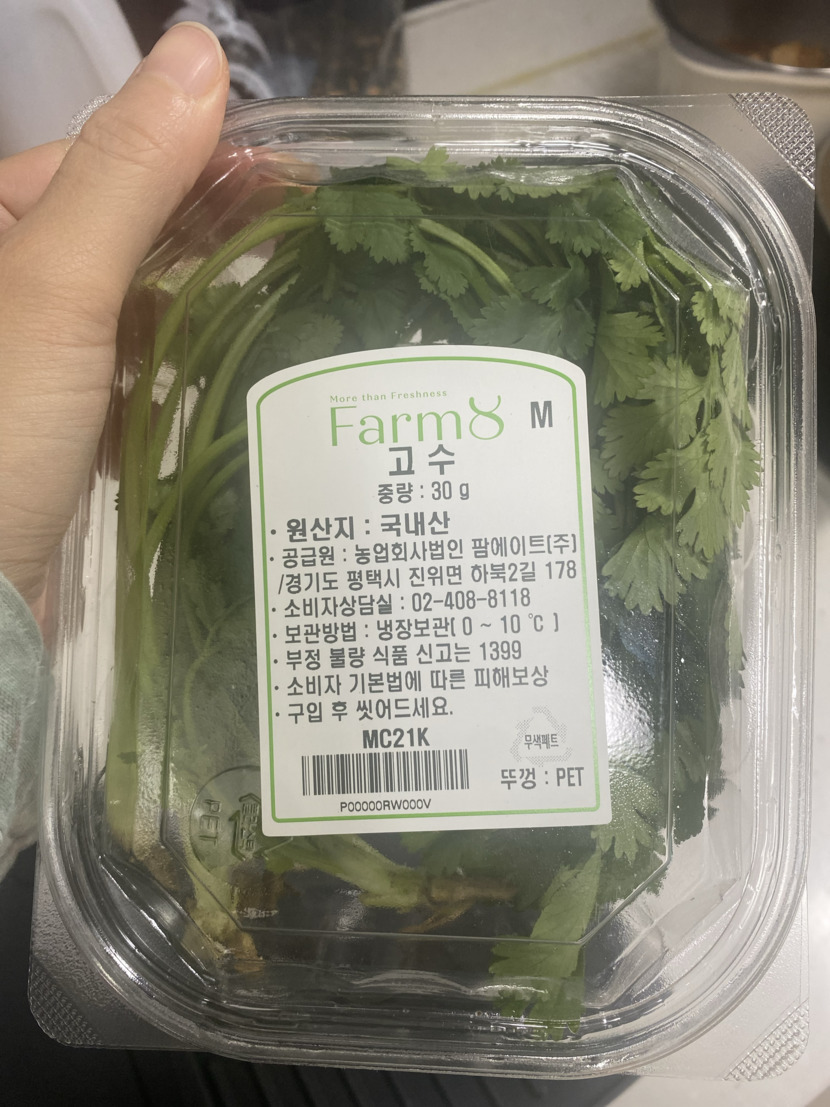 More than Freshness
Farm8 M
고수
중량 : 30 g
· 원산지 : 국내산
· 공급원 : 농업회사법인 팜에이트(주)
/경기도 평택시 진위면 하북2길 178
· 소비자상담실 : 02-408-8118
· 보관방법 : 냉장보관( 0 ~ 10 ℃ )
· 부정 불량 식품 신고는 1399
· 소비자 기본법에 따른 피해보상
· 구입 후 씻어드세요.
MC21K
무색페트
뚜껑 : PET
P00000RW000V
PET